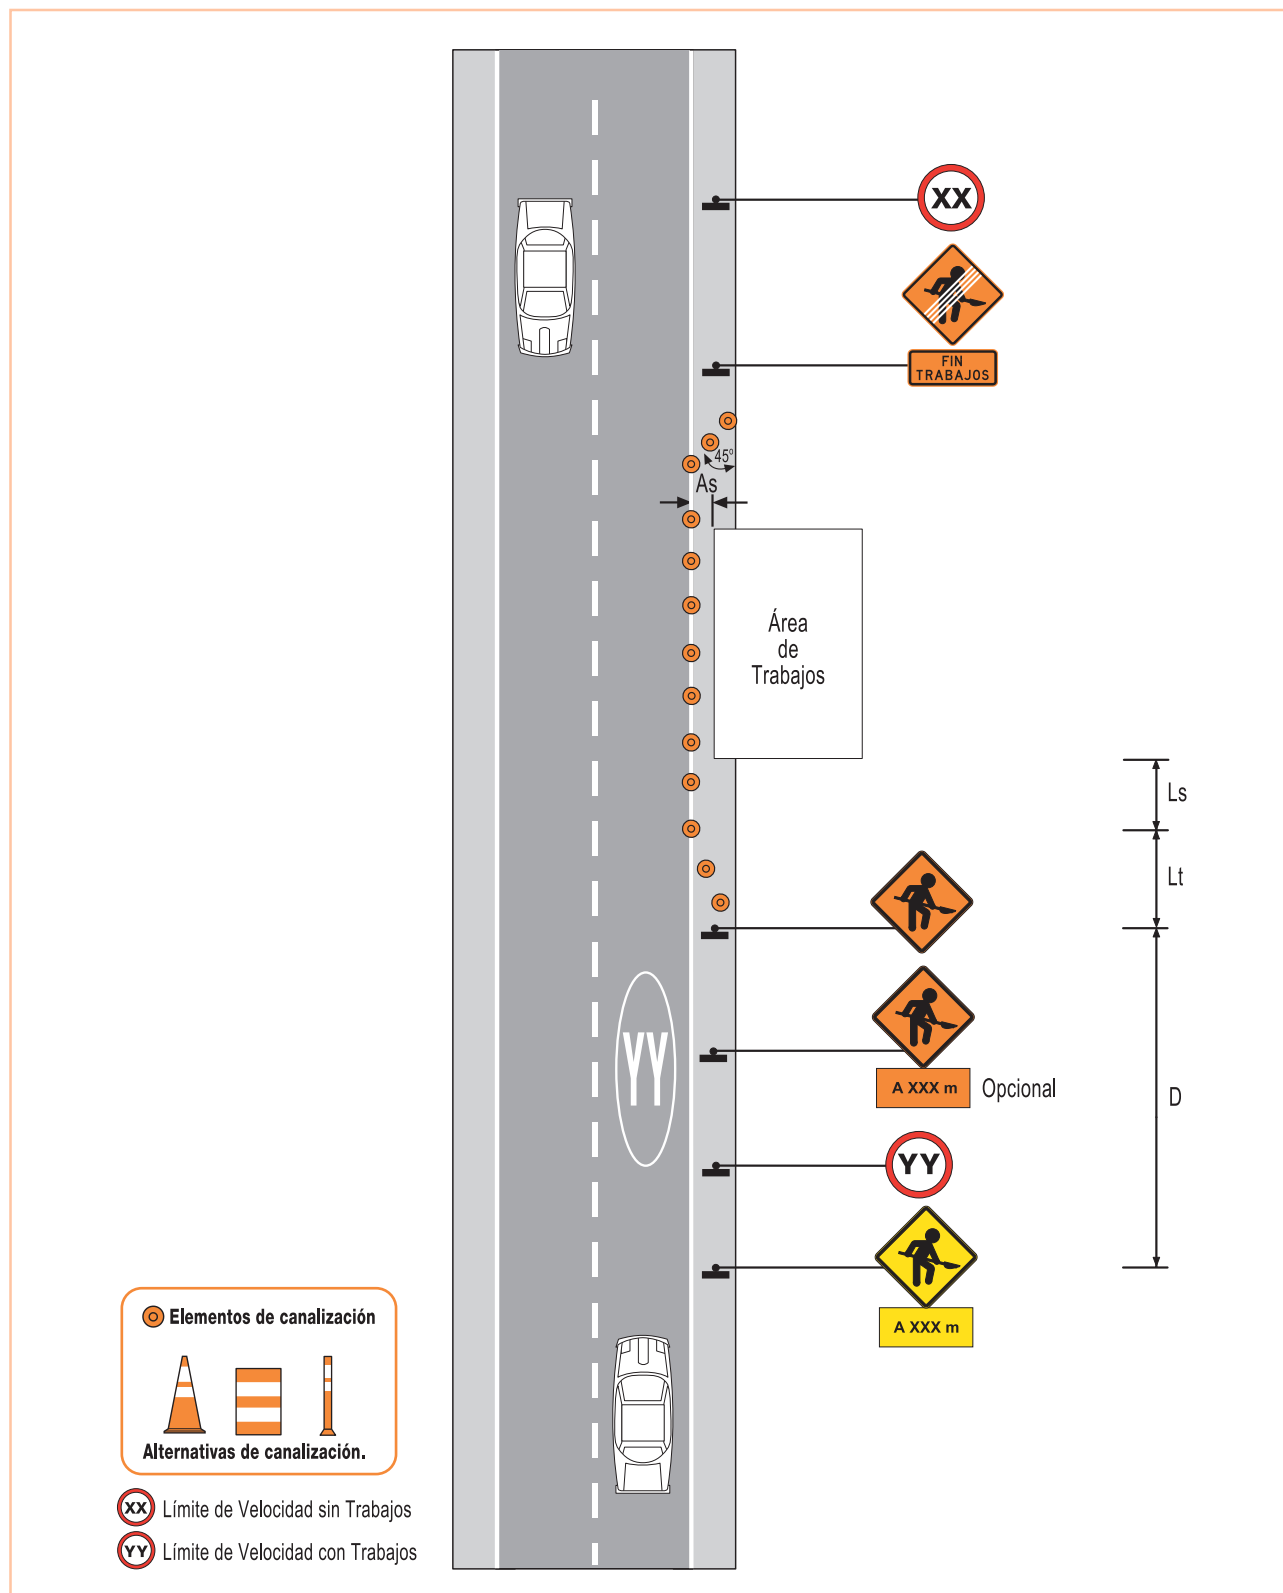 XX
FIN
TRABAJOS
45º
As
Área
de
Trabajos
Ls
Lt
YY
A XXX m
Opcional
D
YY
A XXX m
Elementos de canalización
Alternativas de canalización.
XX Límite de Velocidad sin Trabajos
YY Límite de Velocidad con Trabajos